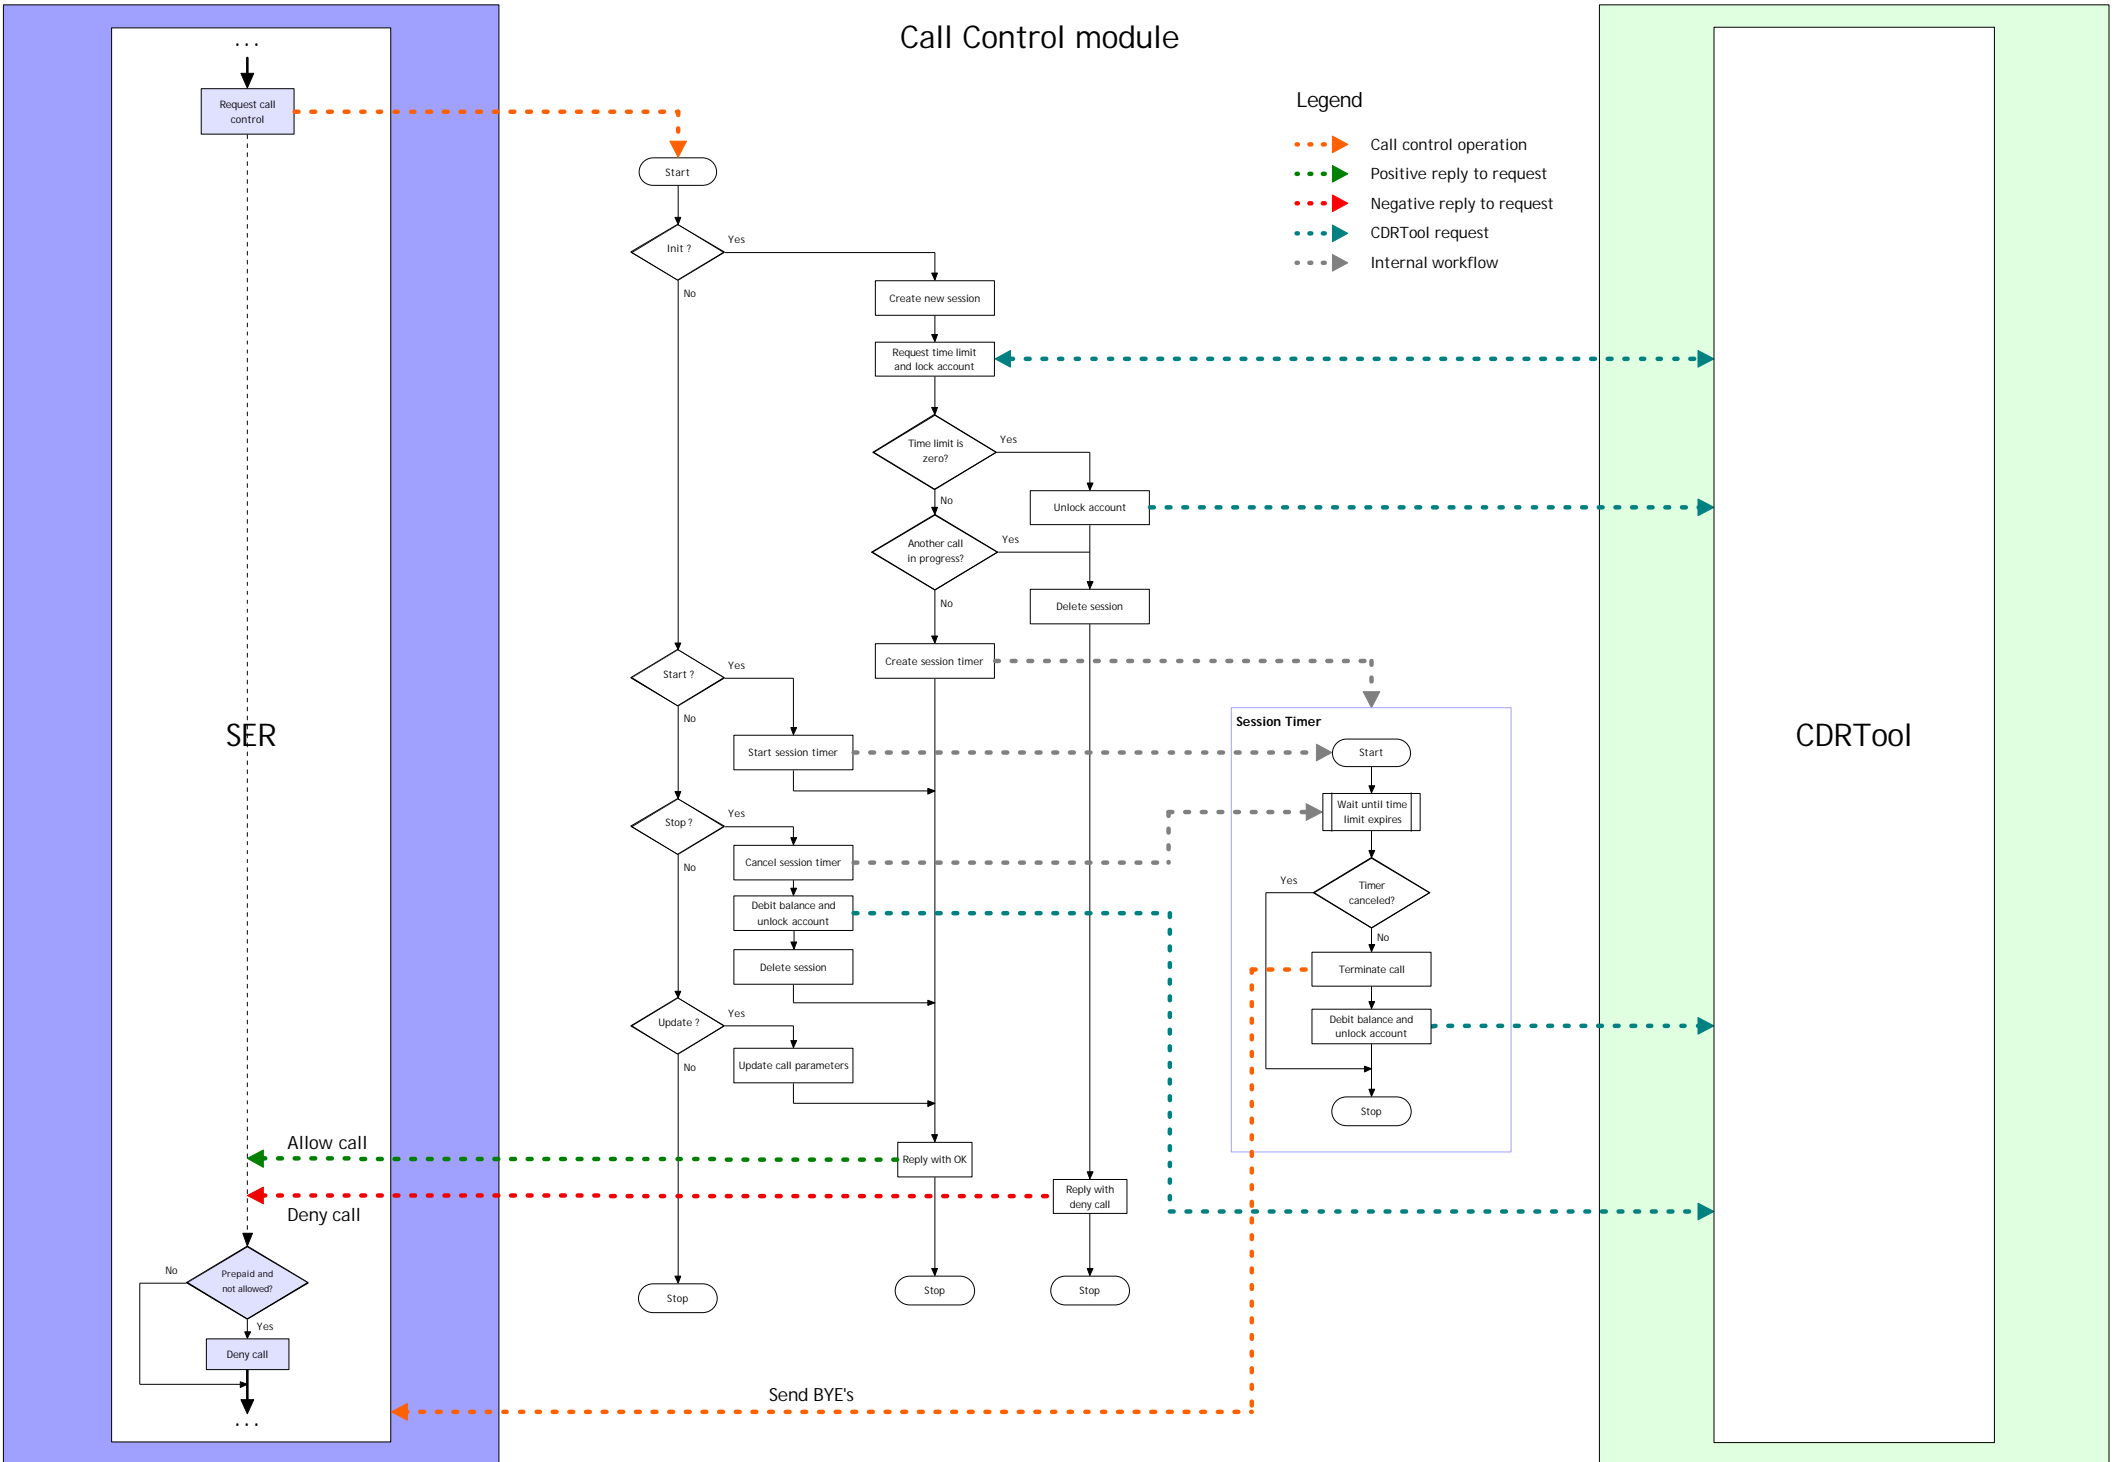 Call Control module
. . .
Request call
control
Legend
Call control operation
Positive reply to request
Negative reply to request
CDRTool request
Internal workflow
Start
Init ?
Yes
No
Create new session
Request time limit
and lock account
Time limit is
zero?
Yes
No
Unlock account
Another call
in progress?
Yes
No
Delete session
Create session timer
Start ?
Yes
No
Start session timer
SER
CDRTool
Session Timer
Start
Wait until time
limit expires
Timer
canceled?
Yes
No
Terminate call
Debit balance and
unlock account
Stop
Stop ?
Yes
No
Cancel session timer
Debit balance and
unlock account
Delete session
Update ?
Yes
No
Update call parameters
Allow call
Reply with OK
Deny call
Reply with
deny call
Prepaid and
not allowed?
No
Yes
Deny call
Stop
Stop
Stop
Send BYE's
. . .